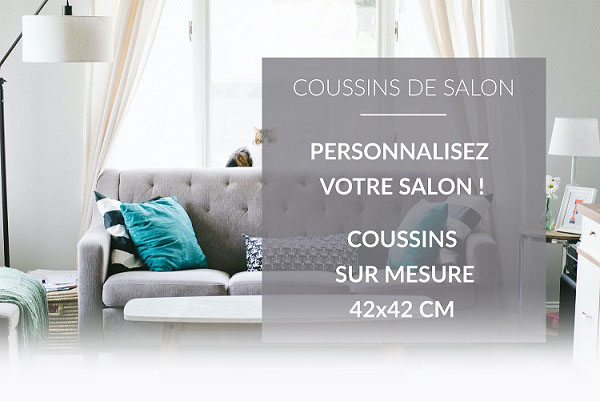 COUSSINS DE SALON
PERSONNALISEZ
VOTRE SALON !
COUSSINS
SUR MESURE
42x42 CM